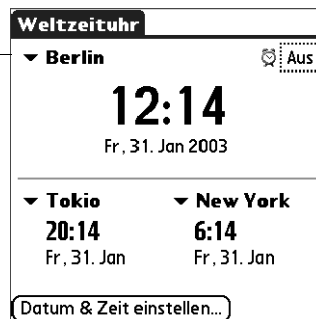 Weltzeituhr
Berlin Aus
12:14
Fr, 31. Jan 2003
Tokio New York
20:14 6:14
Fr, 31. Jan Fr, 31. Jan
Datum & Zeit einstellen...